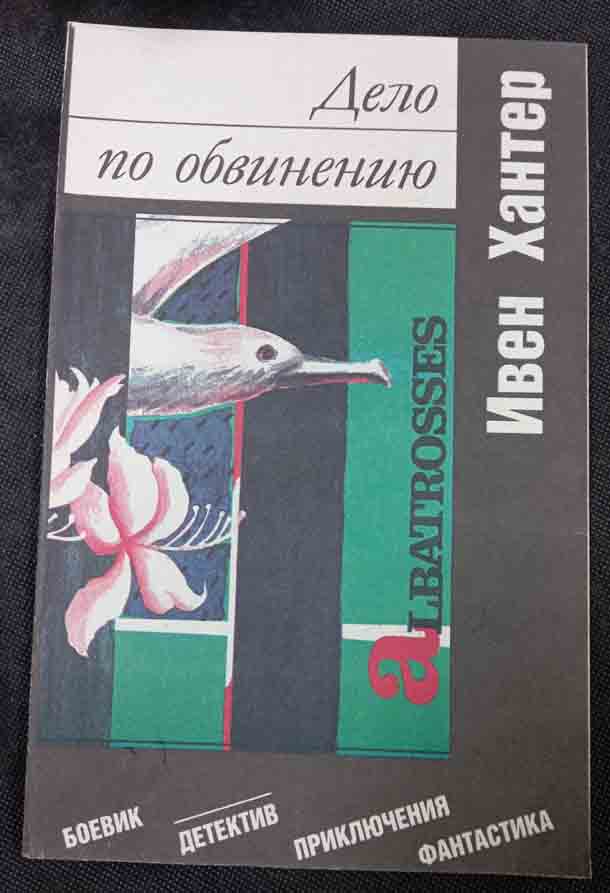 Дело
по обвинению
Ивен Хантер
aLBATROSSES
БОЕВИК
ДЕТЕКТИВ
ПРИКЛЮЧЕНИЯ
ФАНТАСТИКА